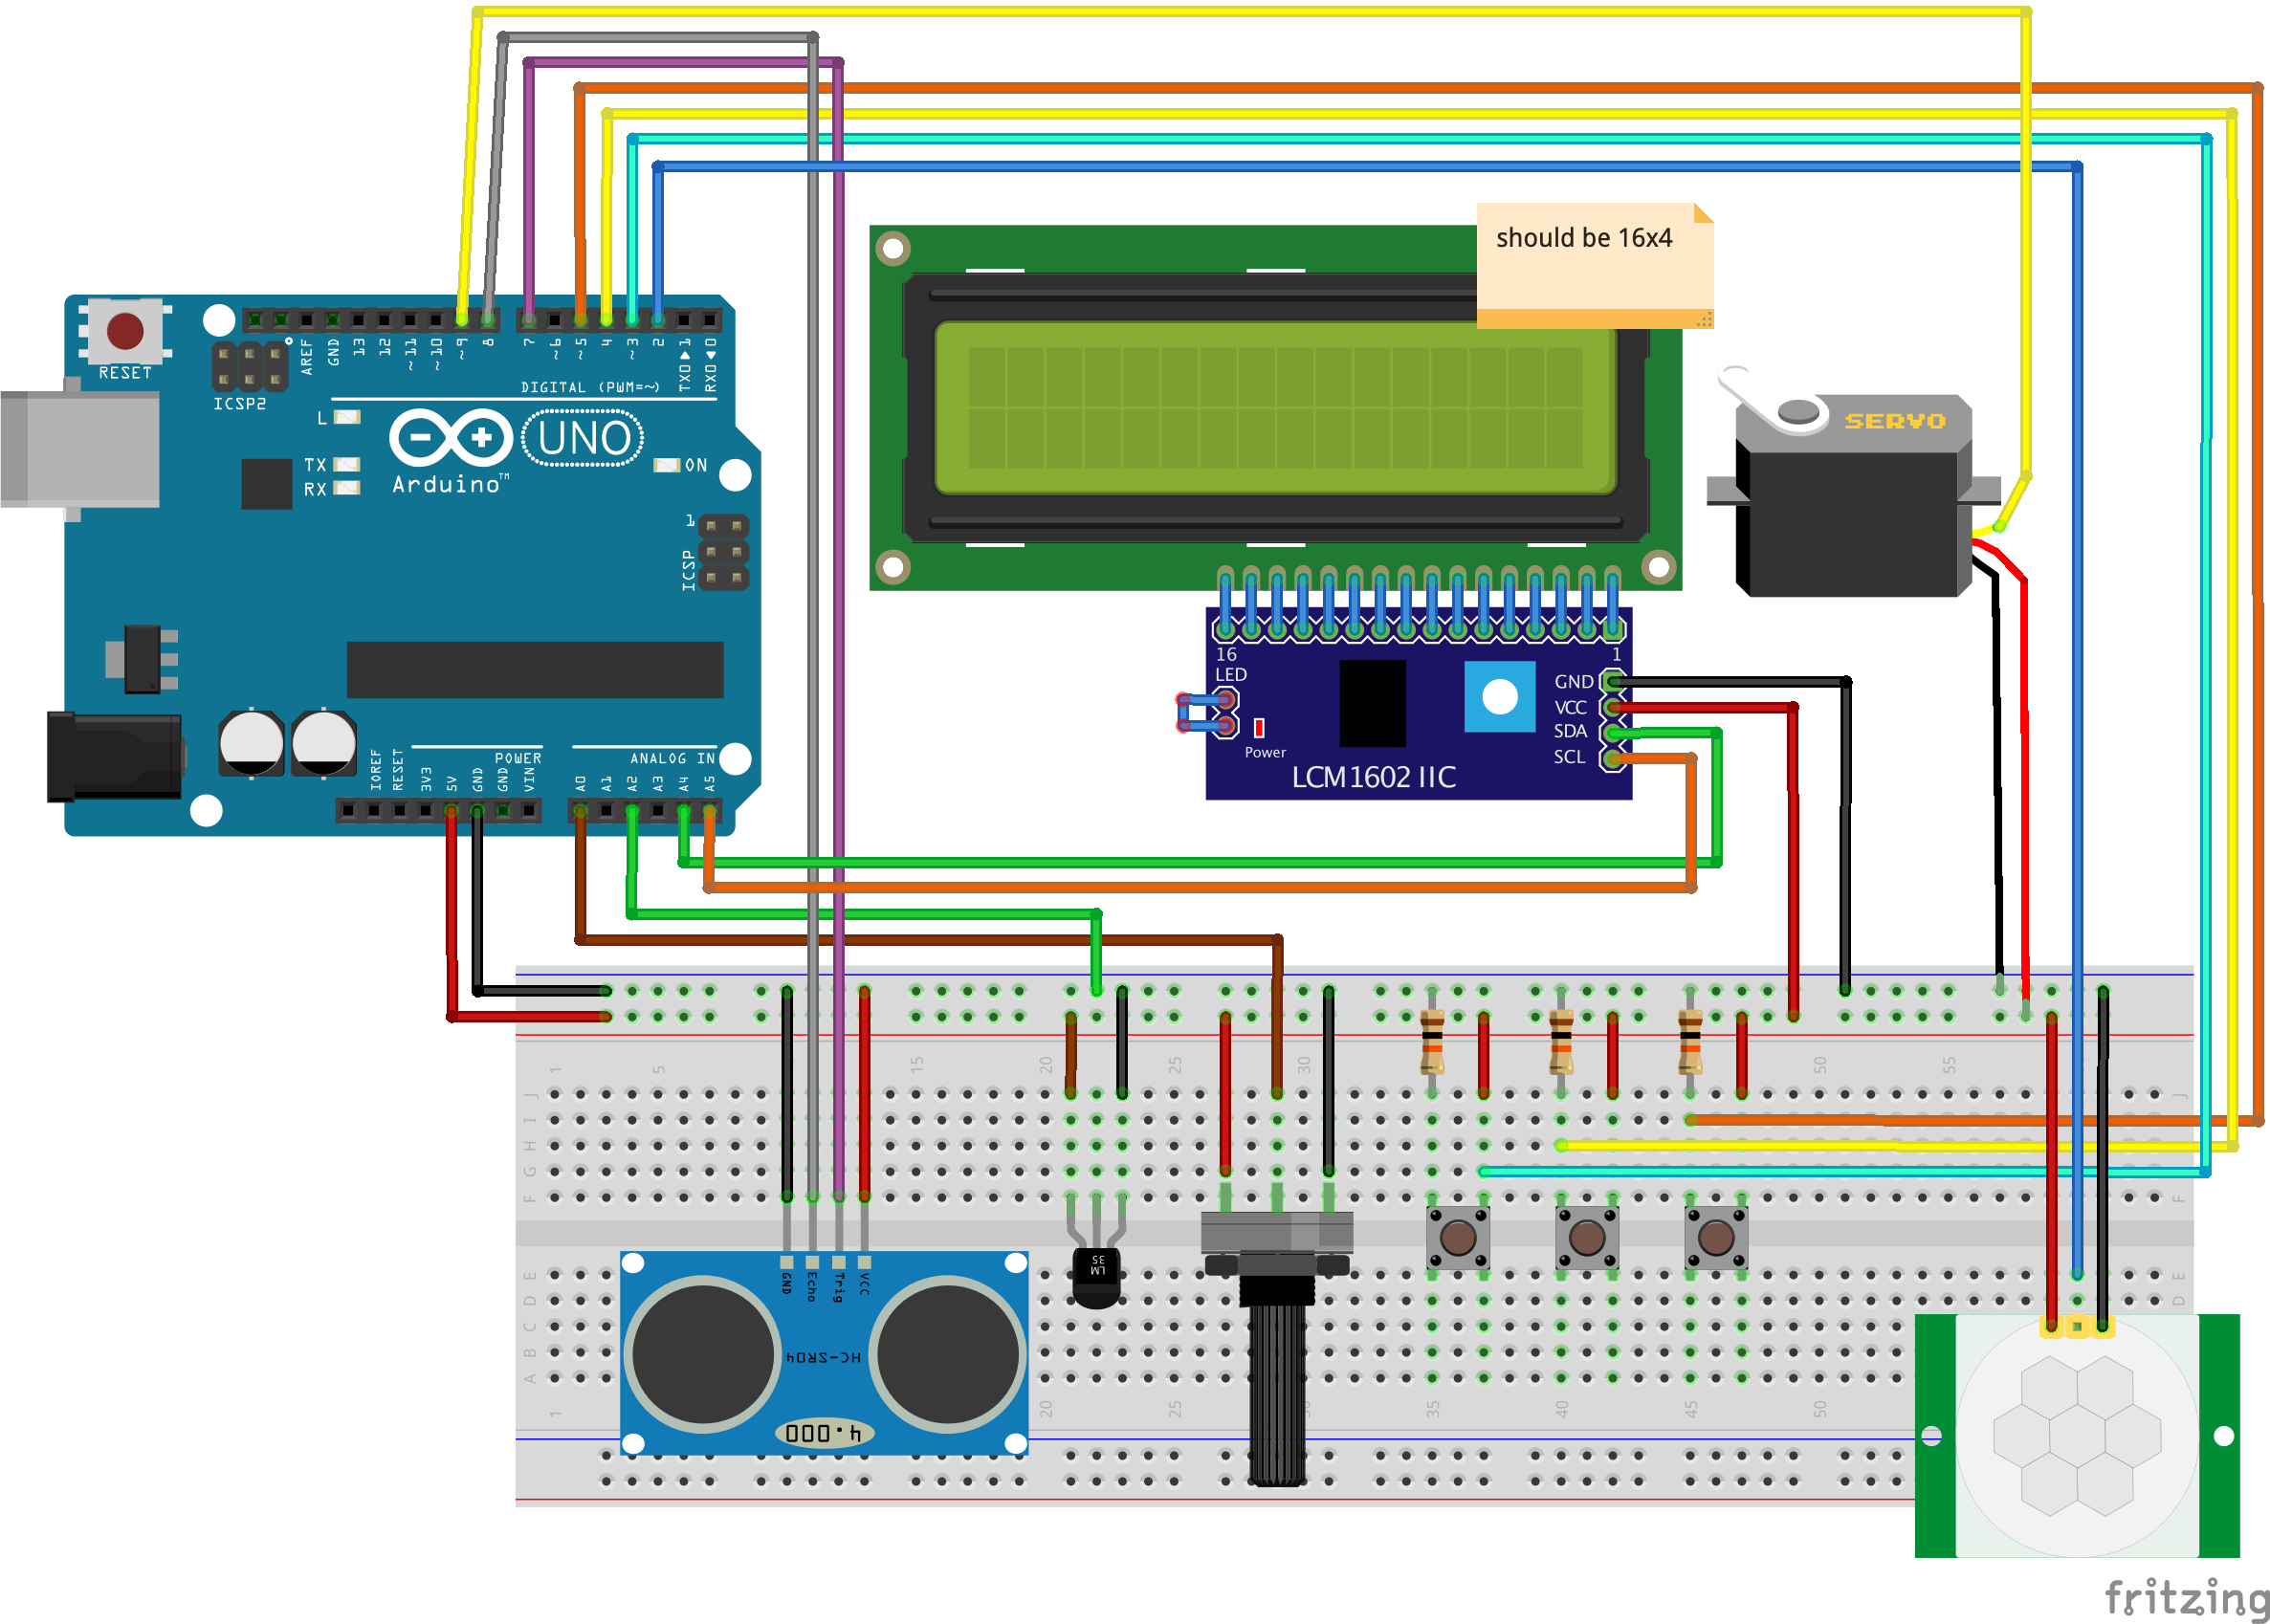 should be 16x4
RESET
ICSP2
AREF
GND
13
12
~11
~10
~9
8
7
~6
~5
4
~3
2
TX0▶1
RX0◀0
DIGITAL (PWM=~)
L
TX
RX
UNO
Arduino™
ON
1
ICSP
SERVO
POWER
ANALOG IN
IOREF
RESET
3V3
5V
GND
GND
VIN
A0
A1
A2
A3
A4
A5
16
1
LED
Power
GND
VCC
SDA
SCL
LCM1602 IIC
1
5
15
20
25
30
50
55
J
I
H
G
F
J
F
LM
35
GND
Echo
Trig
VCC
HC-SR04
4.000
E
D
C
B
A
E
D
1
20
25
35
40
45
50
fritzing